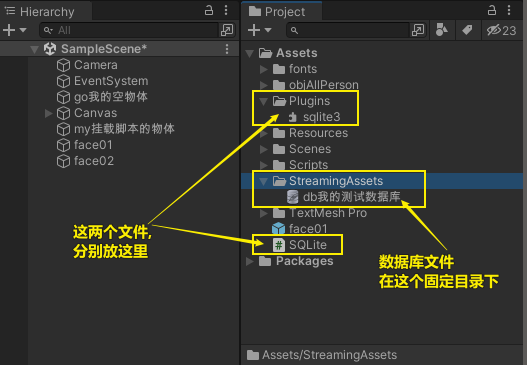 Hierarchy
All
SampleScene*
Camera
EventSystem
go我的空物体
Canvas
my挂载脚本的物体
face01
face02
这两个文件,
分别放这里
Project
23
Assets
fonts
objAllPerson
Plugins
sqlite3
Resources
Scenes
Scripts
StreamingAssets
db我的测试数据库
TextMesh Pro
face01
SQLite
Packages
数据库文件
在这个固定目录下
Assets/StreamingAssets